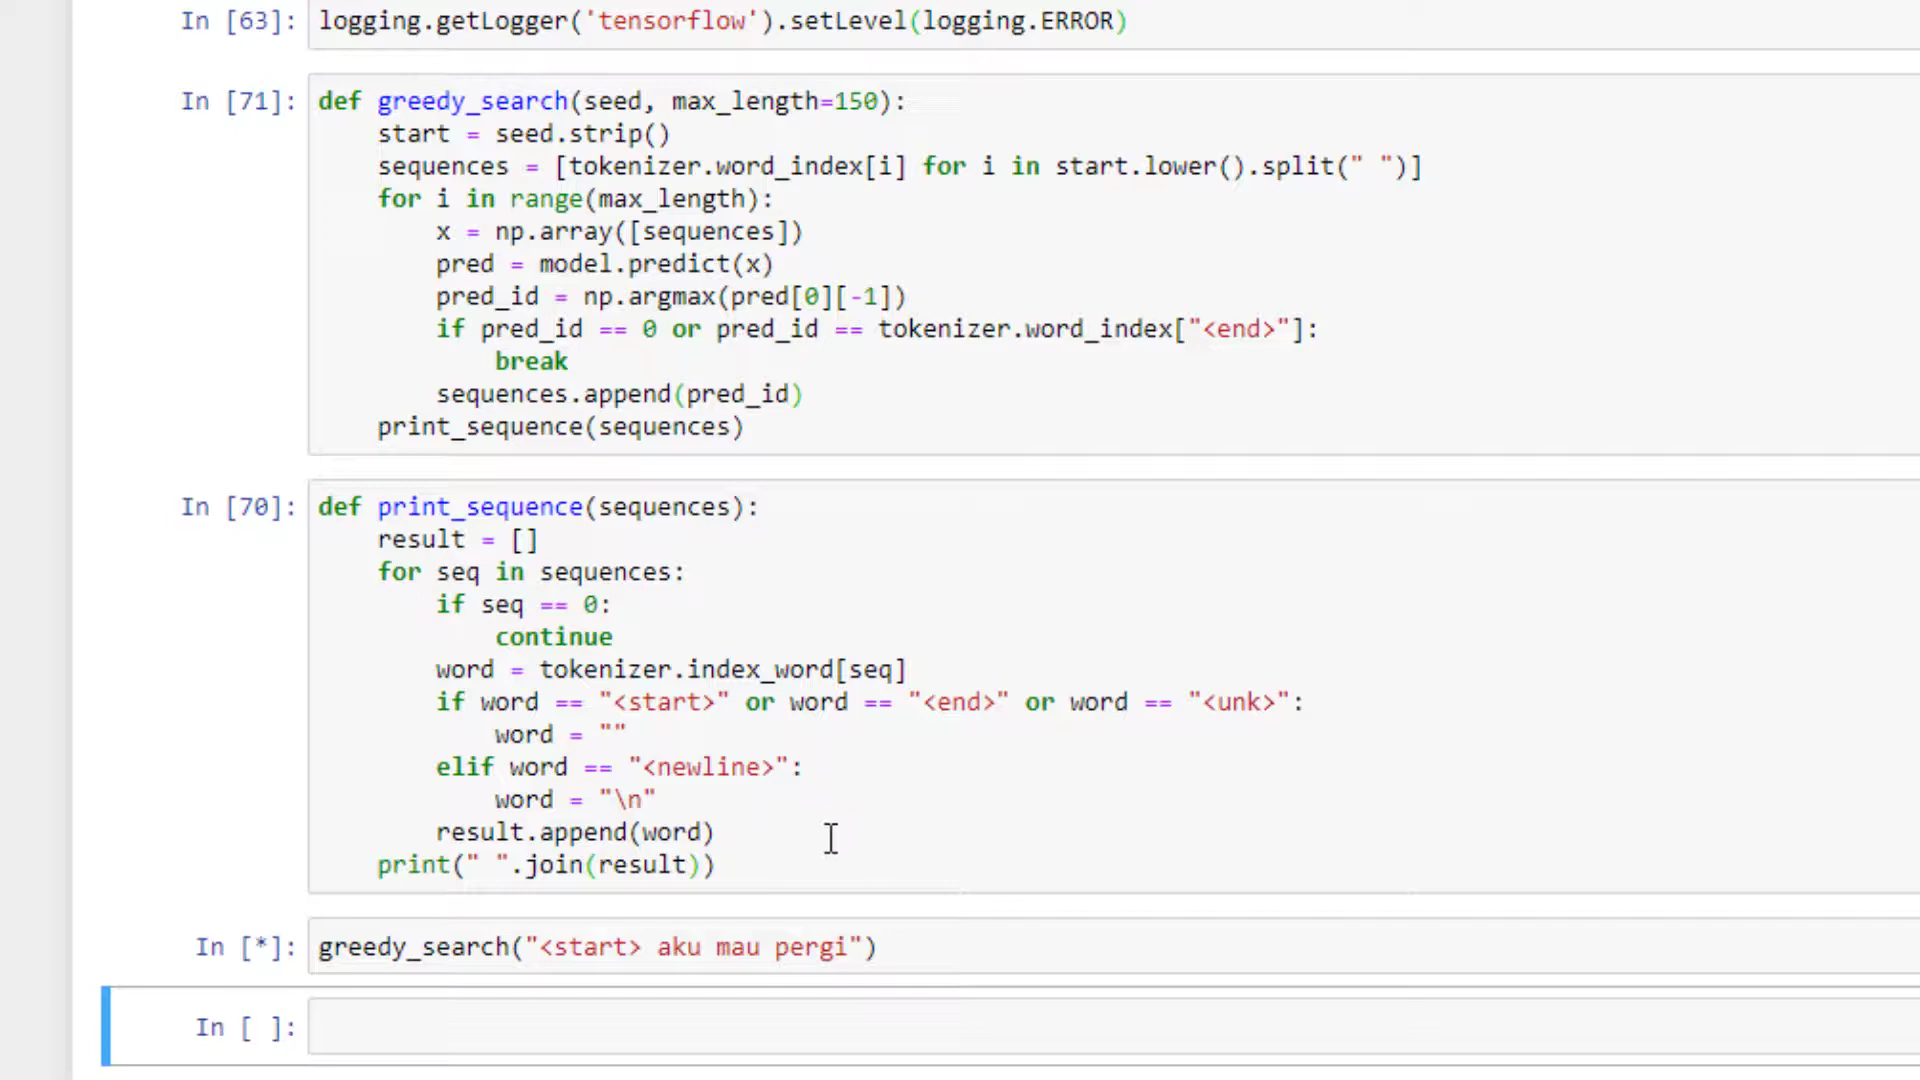 In [63]: logging.getLogger('tensorflow').setLevel(logging.ERROR)
In [71]: def greedy_search(seed, max_length=150):
    start = seed.strip()
    sequences = [tokenizer.word_index[i] for i in start.lower().split(" ")]
    for i in range(max_length):
        x = np.array([sequences])
        pred = model.predict(x)
        pred_id = np.argmax(pred[0][-1])
        if pred_id == 0 or pred_id == tokenizer.word_index["<end>"]:
            break
        sequences.append(pred_id)
    print_sequence(sequences)
In [70]: def print_sequence(sequences):
    result = []
    for seq in sequences:
        if seq == 0:
            continue
        word = tokenizer.index_word[seq]
        if word == "<start>" or word == "<end>" or word == "<unk>":
            word = ""
        elif word == "<newline>":
            word = "\n"
        result.append(word)
    print(" ".join(result))
In [*]: greedy_search("<start> aku mau pergi")
In [ ]: